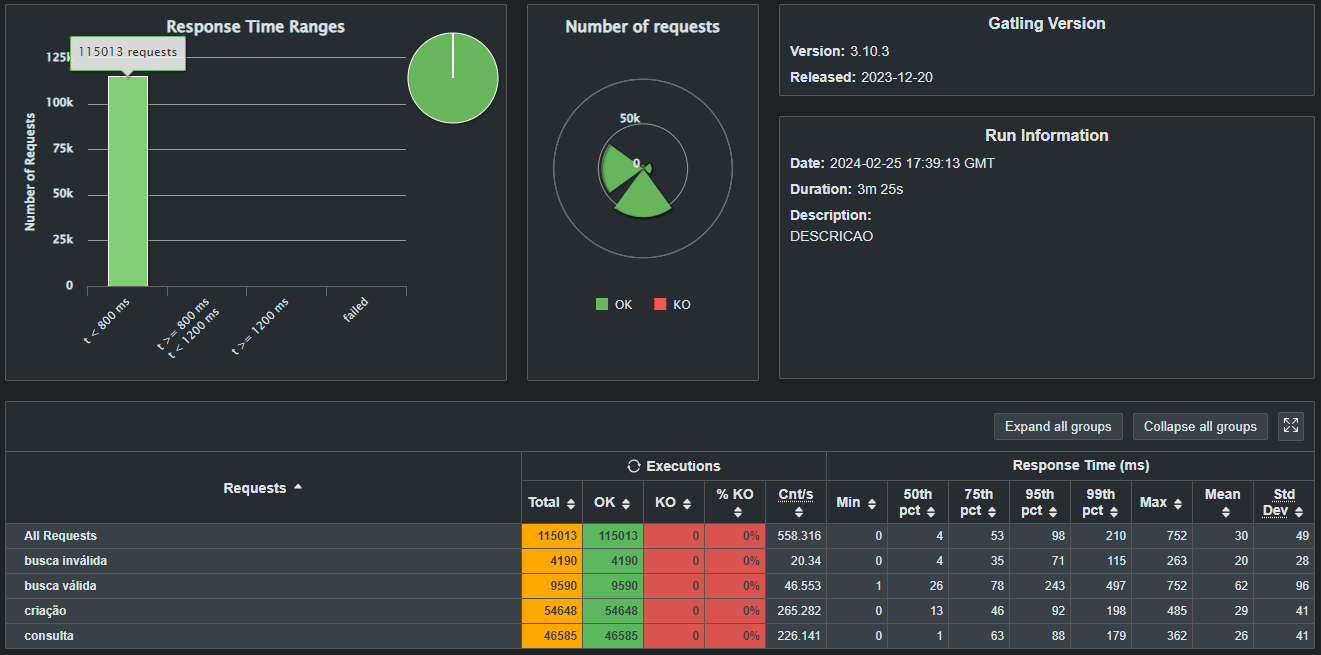 Response Time Ranges
115013 requests
125k
100k
75k
50k
25k
0
Number of Requests
t < 800 ms
t >= 800 ms
t < 1200 ms
t >= 1200 ms
failed
Number of requests
50k
0
OK KO
Gatling Version
Version: 3.10.3
Released: 2023-12-20
Run Information
Date: 2024-02-25 17:39:13 GMT
Duration: 3m 25s
Description:
DESCRICAO
Expand all groups Collapse all groups
Requests Executions Response Time (ms)
Total OK KO % KO Cnt/s Min 50th pct 75th pct 95th pct 99th pct Max Mean Std Dev
All Requests 115013 115013 0 0% 558.316 0 4 53 98 210 752 30 49
busca inválida 4190 4190 0 0% 20.34 0 4 35 71 115 263 20 28
busca válida 9590 9590 0 0% 46.553 1 26 78 243 497 752 62 96
criação 54648 54648 0 0% 265.282 0 13 46 92 198 485 29 41
consulta 46585 46585 0 0% 226.141 0 1 63 88 179 362 26 41